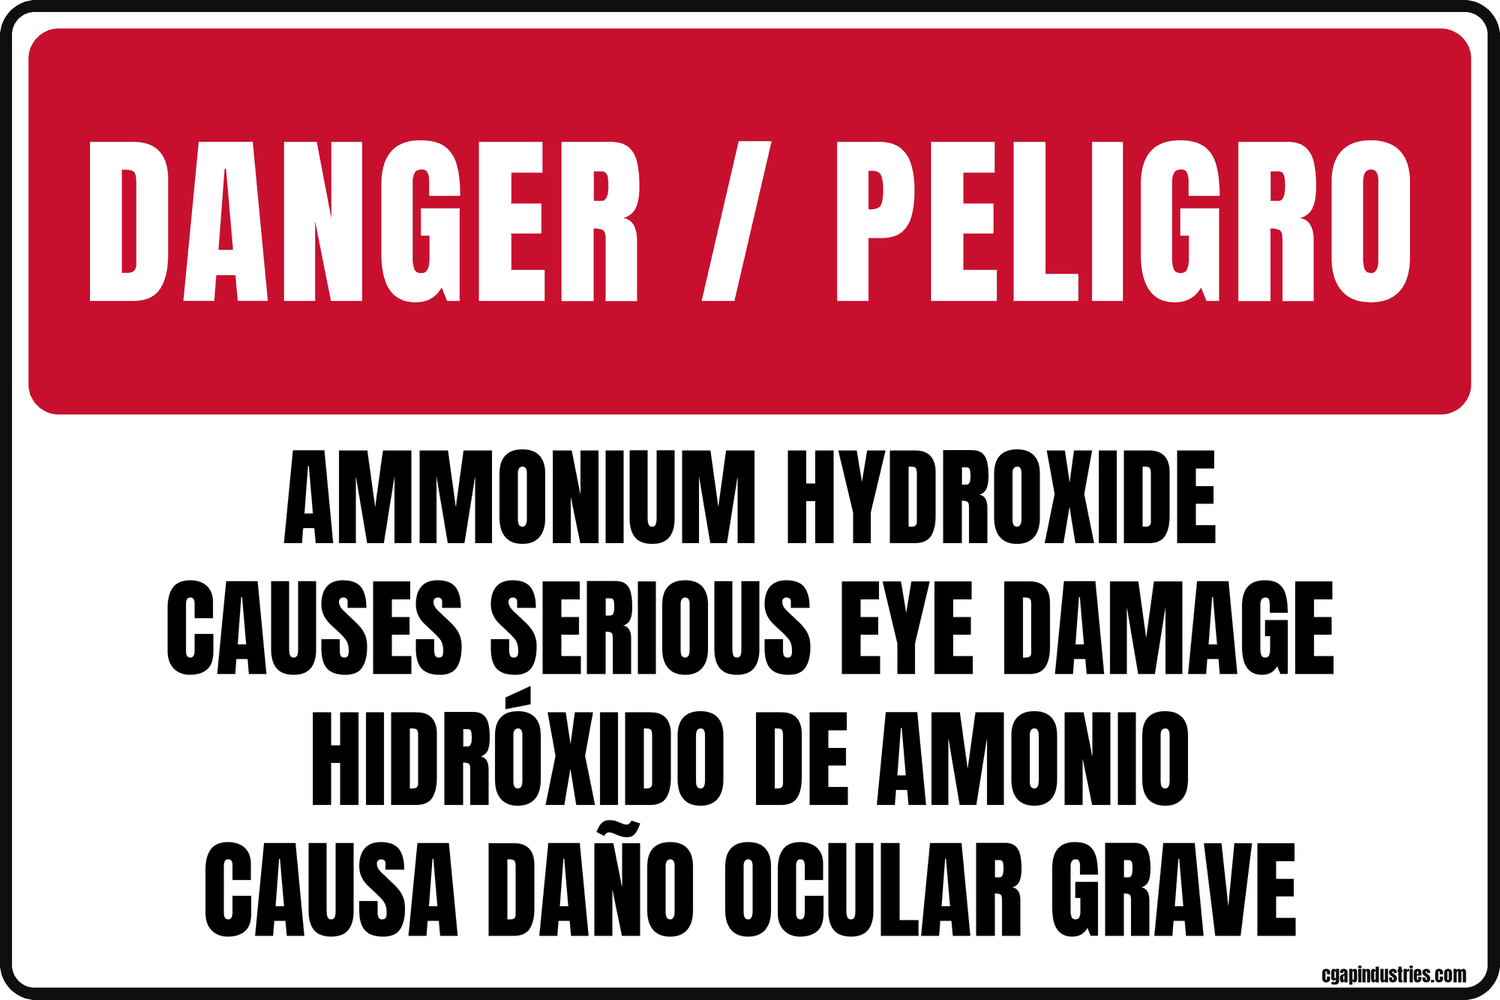 DANGER / PELIGRO
AMMONIUM HYDROXIDE
CAUSES SERIOUS EYE DAMAGE
HIDRÓXIDO DE AMONIO
CAUSA DAÑO OCULAR GRAVE
cgapindustries.com